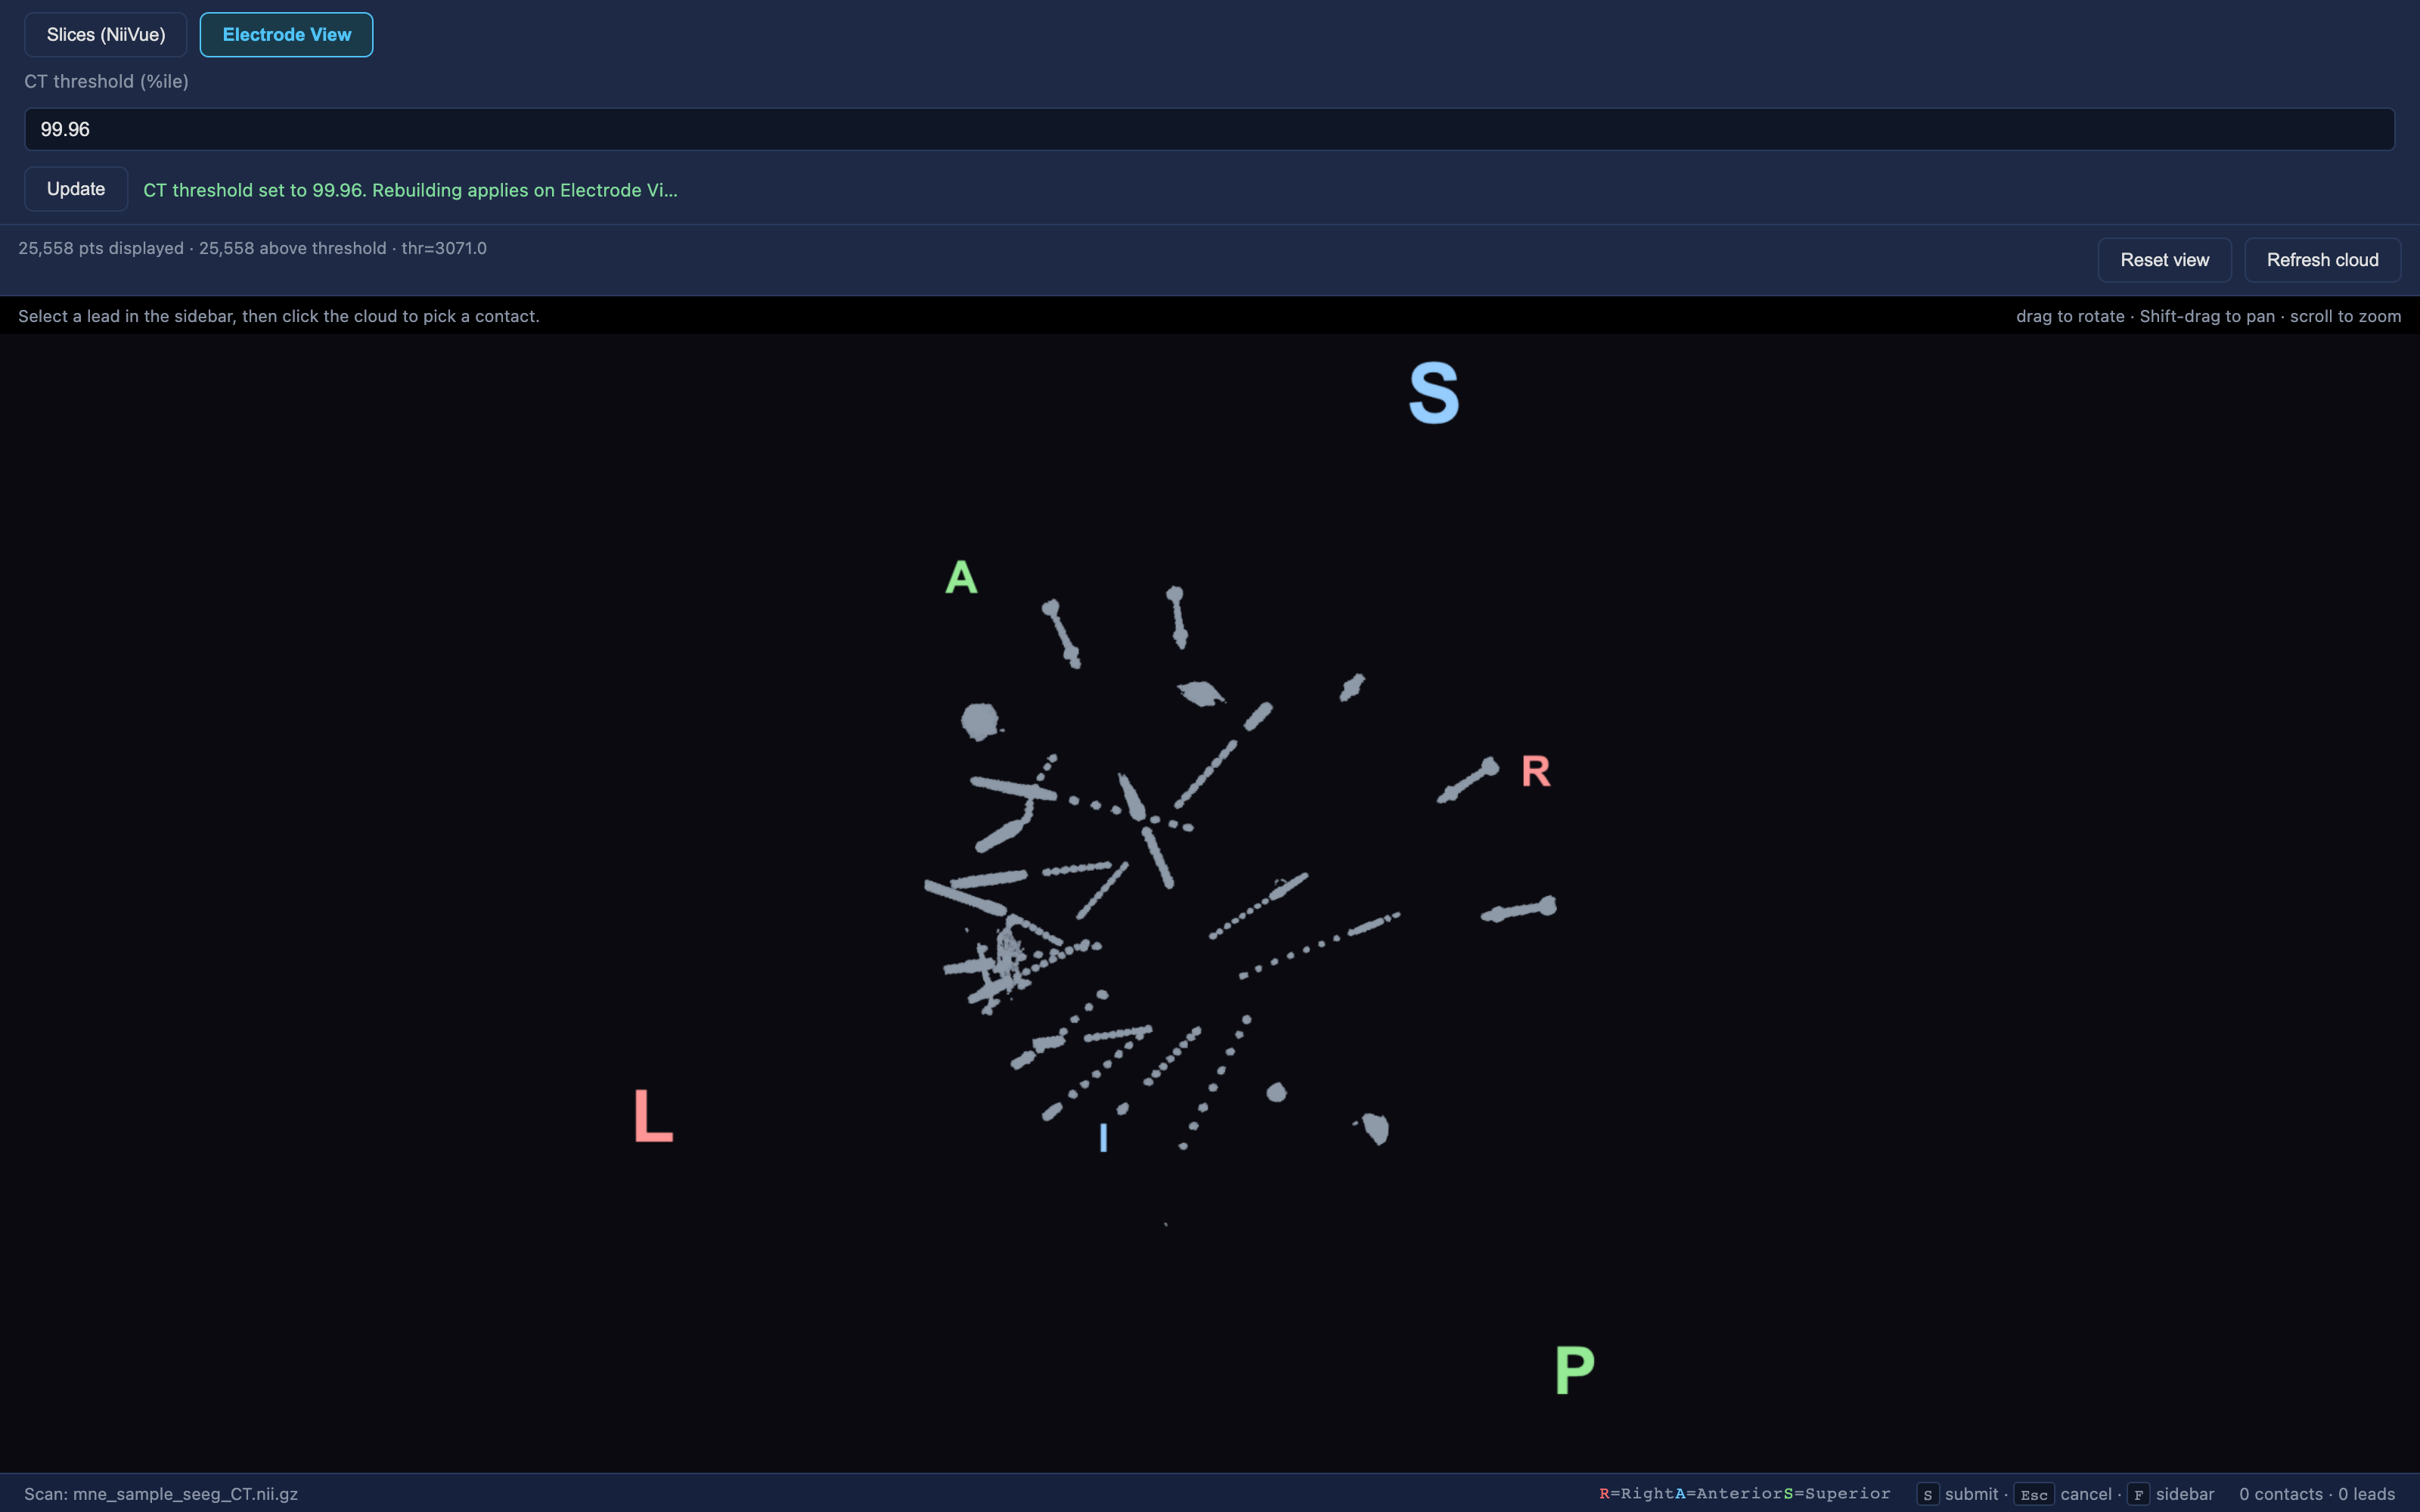 Slices (NiiVue) Electrode View
CT threshold (%ile)
99.96
Update CT threshold set to 99.96. Rebuilding applies on Electrode Vi...
25,558 pts displayed · 25,558 above threshold · thr=3071.0 Reset view Refresh cloud
Select a lead in the sidebar, then click the cloud to pick a contact. drag to rotate · Shift-drag to pan · scroll to zoom
S
A
R
L
I
P
Scan: mne_sample_seeg_CT.nii.gz R=RightA=AnteriorS=Superior S submit · Esc cancel · F sidebar 0 contacts · 0 leads